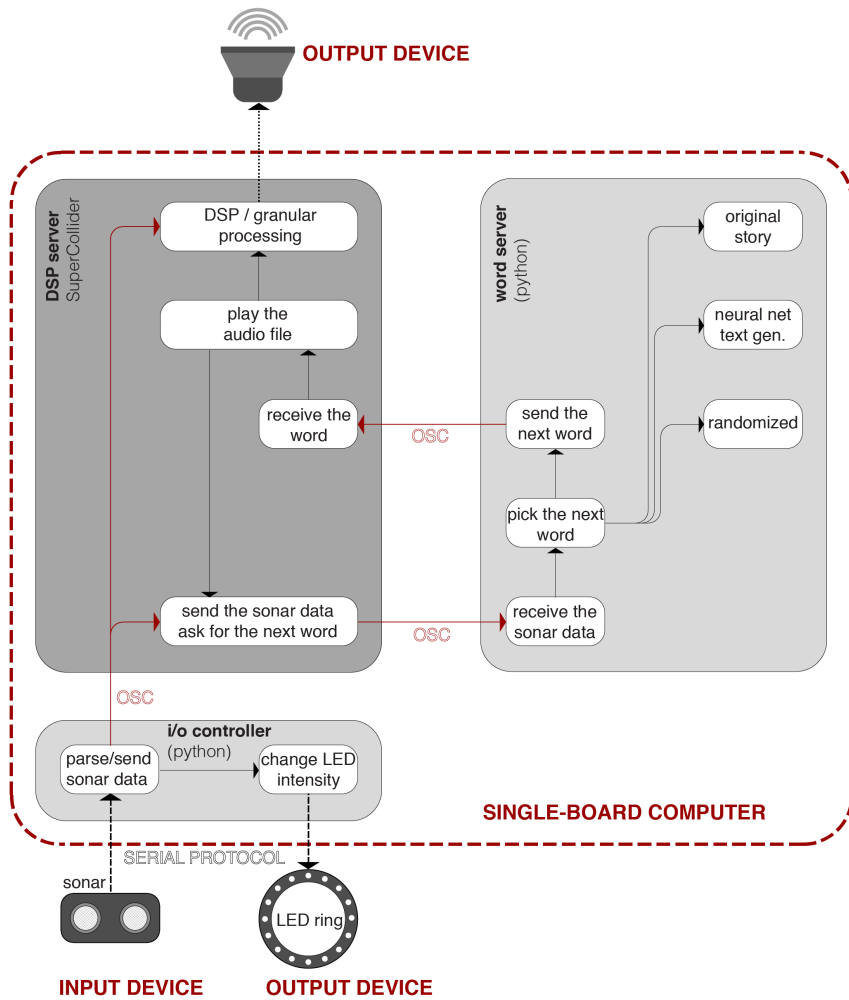 OUTPUT DEVICE
DSP server
SuperCollider
DSP / granular
processing
play the
audio file
receive the
word
send the sonar data
ask for the next word
word server
(python)
original
story
neural net
text gen.
randomized
send the
next word
pick the next
word
receive the
sonar data
OSC
OSC
OSC
i/o controller
(python)
parse/send
sonar data
change LED
intensity
SINGLE-BOARD COMPUTER
SERIAL PROTOCOL
sonar
LED ring
INPUT DEVICE
OUTPUT DEVICE